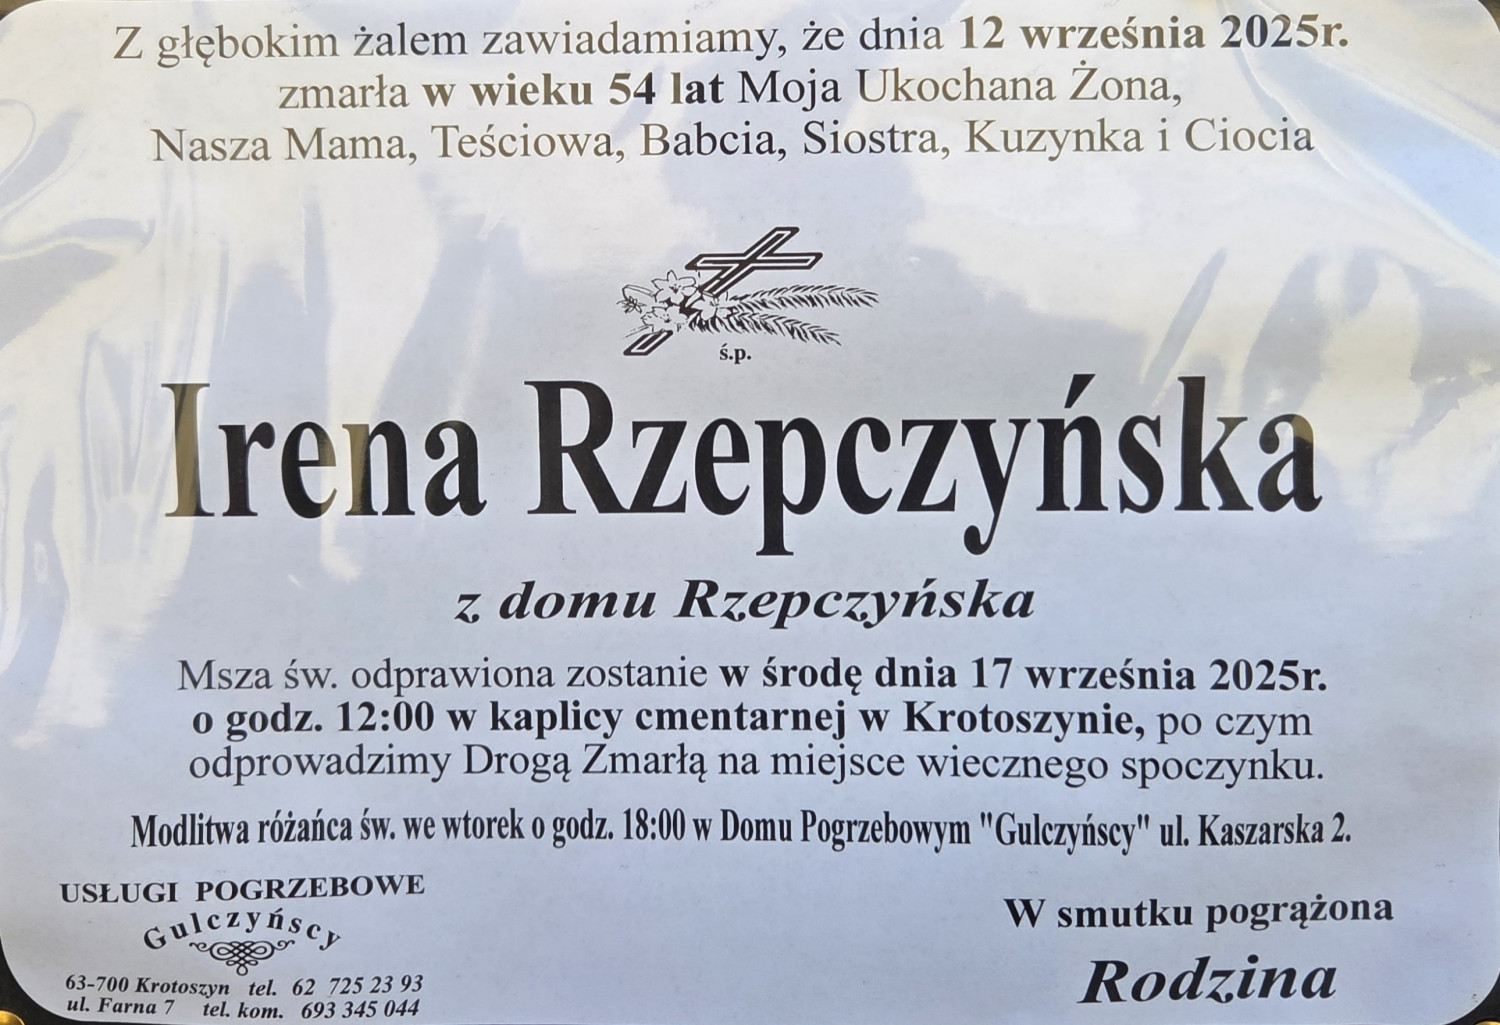 Z głębokim żalem zawiadamiamy, że dnia 12 września 2025r.
zmarła w wieku 54 lat Moja Ukochana Żona,
Nasza Mama, Teściowa, Babcia, Siostra, Kuzynka i Ciocia
ś.p.
Irena Rzepczyńska
z domu Rzepczyńska
Msza św. odprawiona zostanie w środę dnia 17 września 2025r.
o godz. 12:00 w kaplicy cmentarnej w Krotoszynie, po czym
odprowadzimy Drogą Zmarłą na miejsce wiecznego spoczynku.
Modlitwa różańca św. we wtorek o godz. 18:00 w Domu Pogrzebowym "Gulczyńscy" ul. Kaszarska 2.
USŁUGI POGRZEBOWE
Gulczyńscy
63-700 Krotoszyn tel. 62 725 23 93
ul. Farna 7 tel. kom. 693 345 044
W smutku pogrążona
Rodzina